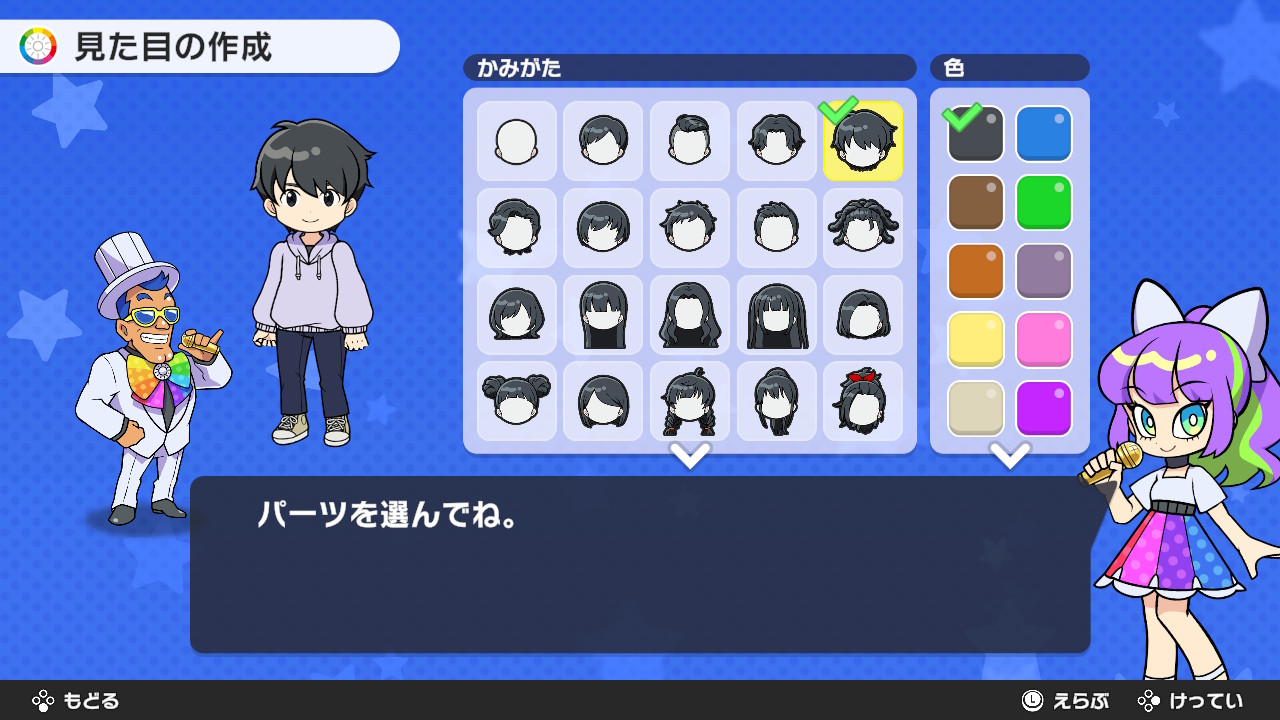 見た目の作成
かみがた
色
パーツを選んでね。
もどる
L えらぶ
けってい